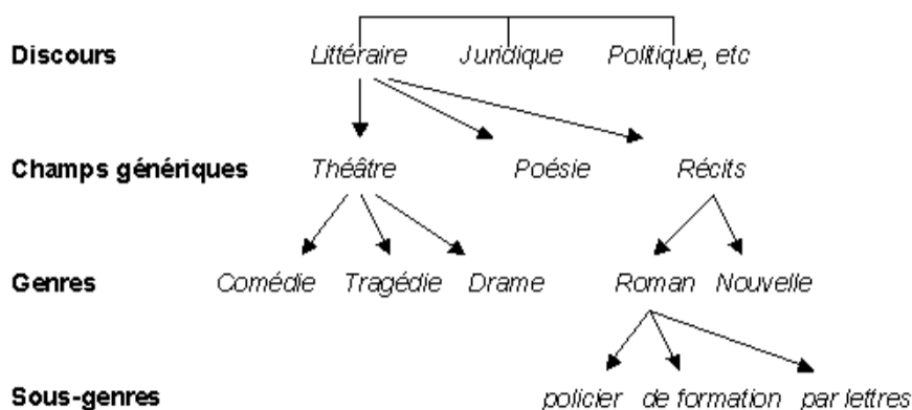 Discours Littéraire Juridique Politique, etc
Champs génériques Théâtre Poésie Récits
Genres Comédie Tragédie Drame Roman Nouvelle
Sous-genres policier de formation par lettres